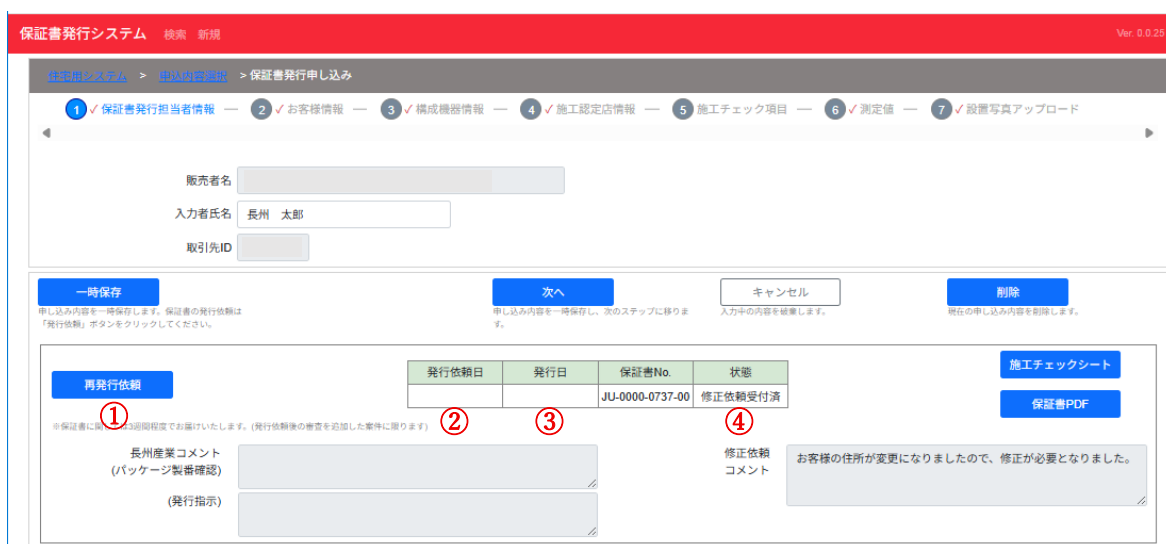 保証書発行システム 検索 新規 Ver. 0.0.25
住宅用システム > 申込内容選択 > 保証書発行申し込み
1 ✓ 保証書発行担当者情報 — 2 ✓ お客様情報 — 3 ✓ 構成機器情報 — 4 ✓ 施工認定店情報 — 5 施工チェック項目 — 6 ✓ 測定値 — 7 ✓ 設置写真アップロード
販売者名
入力者氏名 長州 太郎
取引先ID
一時保存 次へ キャンセル 削除
申し込み内容を一時保存します。保証書の発行依頼は
「発行依頼」ボタンをクリックしてください。
申し込み内容を一時保存し、次のステップに移りま
す。
入力中の内容を破棄します。
現在の申し込み内容を削除します。
再発行依頼
①
発行依頼日 発行日 保証書No. 状態
JU-0000-0737-00 修正依頼受付済
② ③ ④
施工チェックシート
保証書PDF
※保証書に関 は3週間程度でお届けいたします。(発行依頼後の審査を追加した案件に限ります)
長州産業コメント
(パッケージ製番確認)
(発行指示)
修正依頼
コメント
お客様の住所が変更になりましたので、修正が必要となりました。